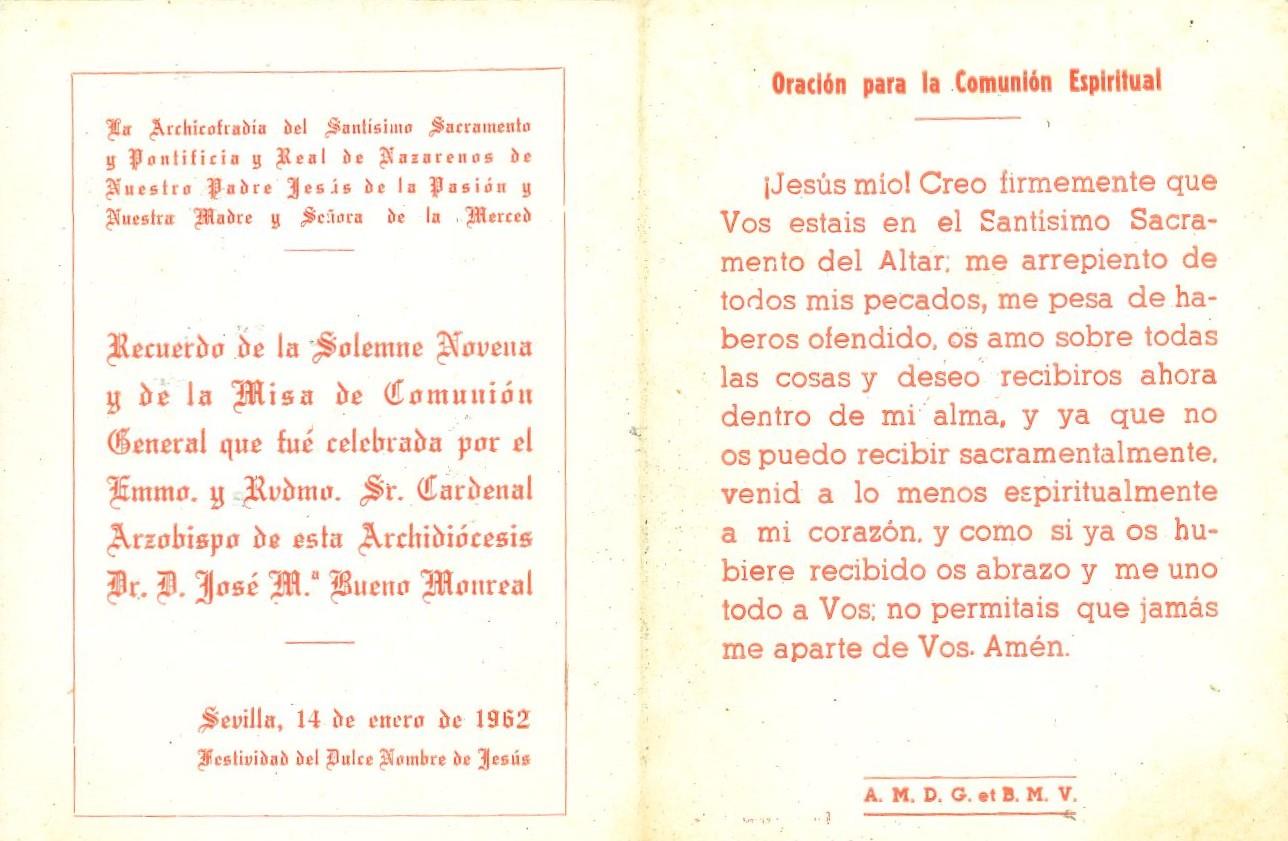 La Archicofradía del Santísimo Sacramento
y Pontificia y Real de Nazarenos de
Nuestro Padre Jesús de la Pasión y
Nuestra Madre y Señora de la Merced
Recuerdo de la Solemne Novena
y de la Misa de Comunión
General que fué celebrada por el
Emmo. y Rvdmo. Sr. Cardenal
Arzobispo de esta Archidiócesis
Dr. D. José M.ª Bueno Monreal
Sevilla, 14 de enero de 1962
Festividad del Dulce Nombre de Jesús
Oración para la Comunión Espiritual
¡Jesús mío! Creo firmemente que
Vos estais en el Santísimo Sacra-
mento del Altar; me arrepiento de
todos mis pecados, me pesa de ha-
beros ofendido, os amo sobre todas
las cosas y deseo recibiros ahora
dentro de mi alma, y ya que no
os puedo recibir sacramentalmente,
venid a lo menos espiritualmente
a mi corazón, y como si ya os hu-
biere recibido os abrazo y me uno
todo a Vos; no permitais que jamás
me aparte de Vos. Amén.
A. M. D. G. et B. M. V.